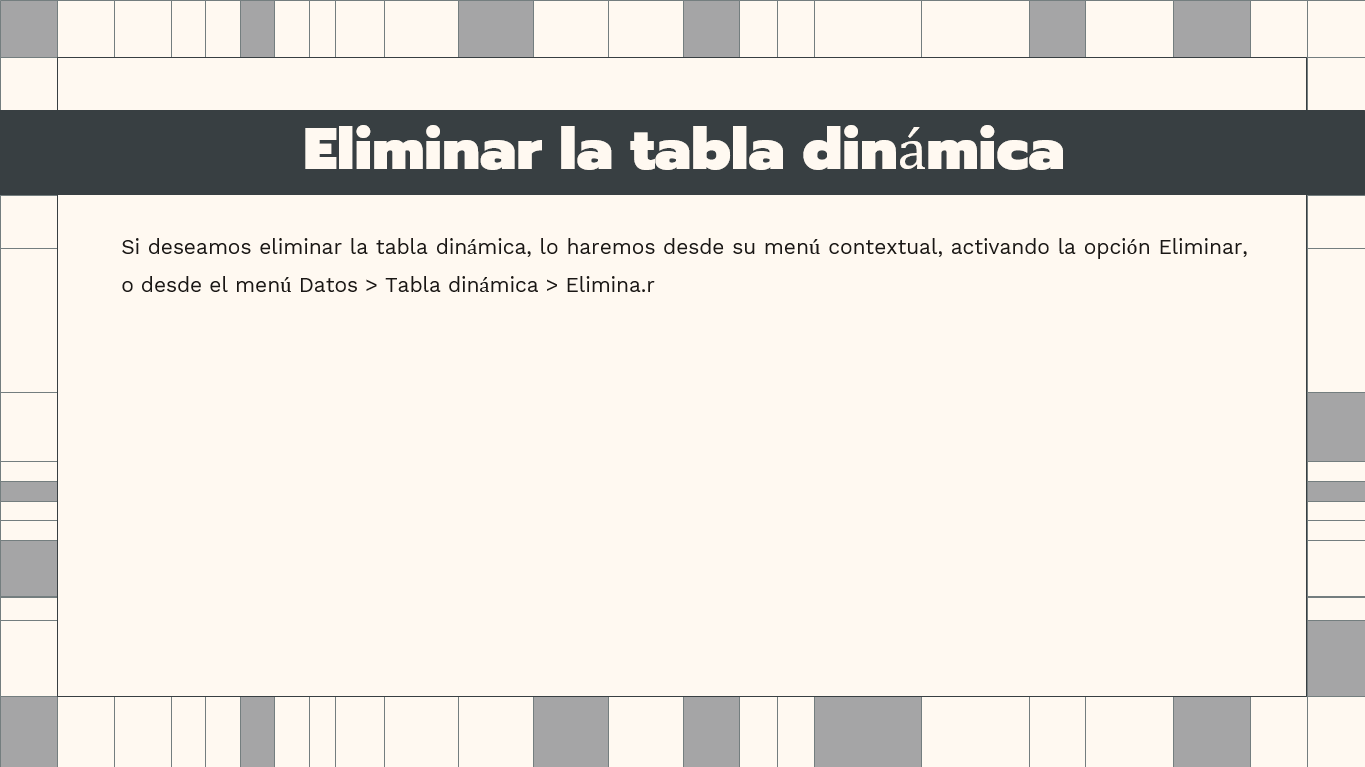 Eliminar la tabla dinámica
Si deseamos eliminar la tabla dinámica, lo haremos desde su menú contextual, activando la opción Eliminar,
o desde el menú Datos > Tabla dinámica > Elimina.r